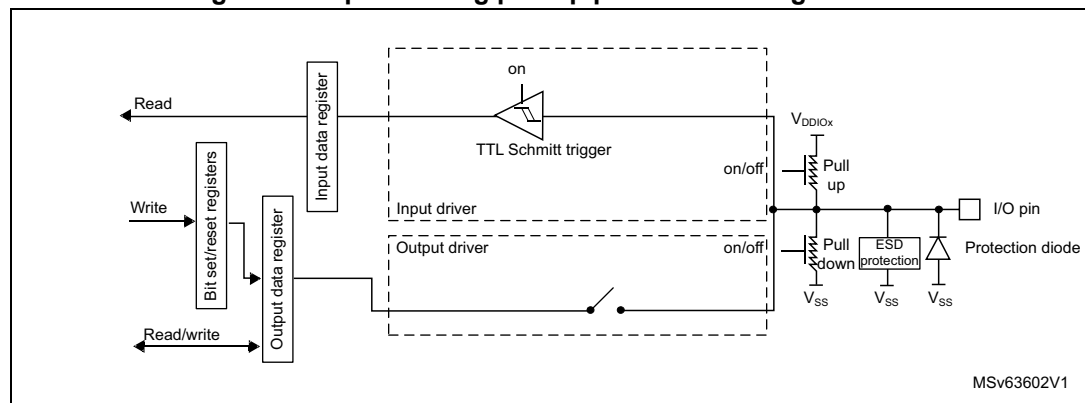 on
Read
Input data register
TTL Schmitt trigger
VDDIOx
on/off
Pull
up
Bit set/reset registers
Write
Input driver
I/O pin
Output data register
Output driver
on/off
Pull
down
ESD
protection
Protection diode
VSS
VSS
VSS
Read/write
MSv63602V1